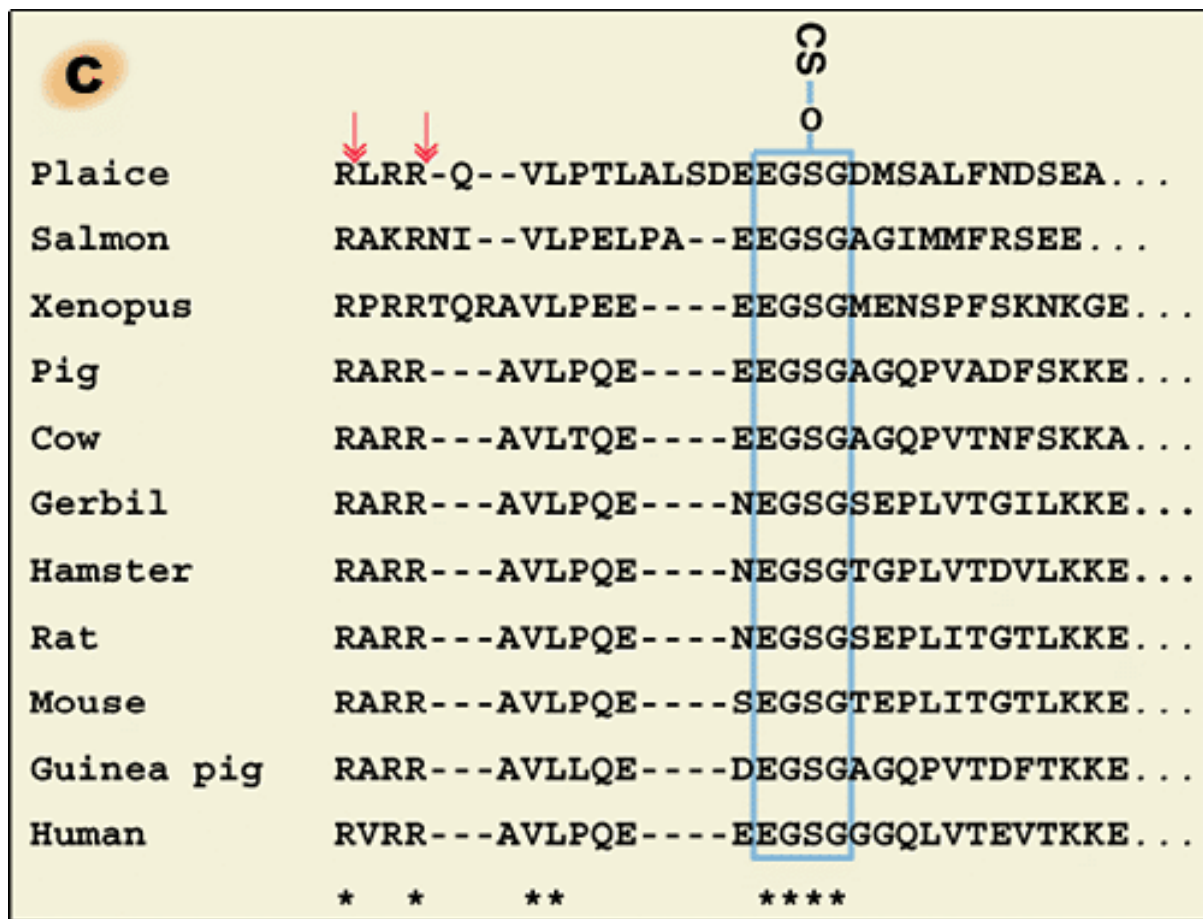 C
CS
O
Plaice RLRR-Q--VLPTLALSDEEGSGDMSALFNDSEA...
Salmon RAKRNI--VLPELPA--EEGSGAGIMMFRSEE...
Xenopus RPRRTQRAVLPEE----EEGSGMENSPFSKNKGE...
Pig RARR---AVLPQE----EEGSGAGQPVADFSKKE...
Cow RARR---AVLTQE----EEGSGAGQPVTNFSKKA...
Gerbil RARR---AVLPQE----NEGSGSEPLVTGILKKE...
Hamster RARR---AVLPQE----NEGSGTGPLVTDVLKKE...
Rat RARR---AVLPQE----NEGSGSEPLITGTLKKE...
Mouse RARR---AVLPQE----SEGSGTEPLITGTLKKE...
Guinea pig RARR---AVLLQE----DEGSGAGQPVTDFTKKE...
Human RVRR---AVLPQE----EEGSGGGQLVTEVTKKE...
* * ** ****